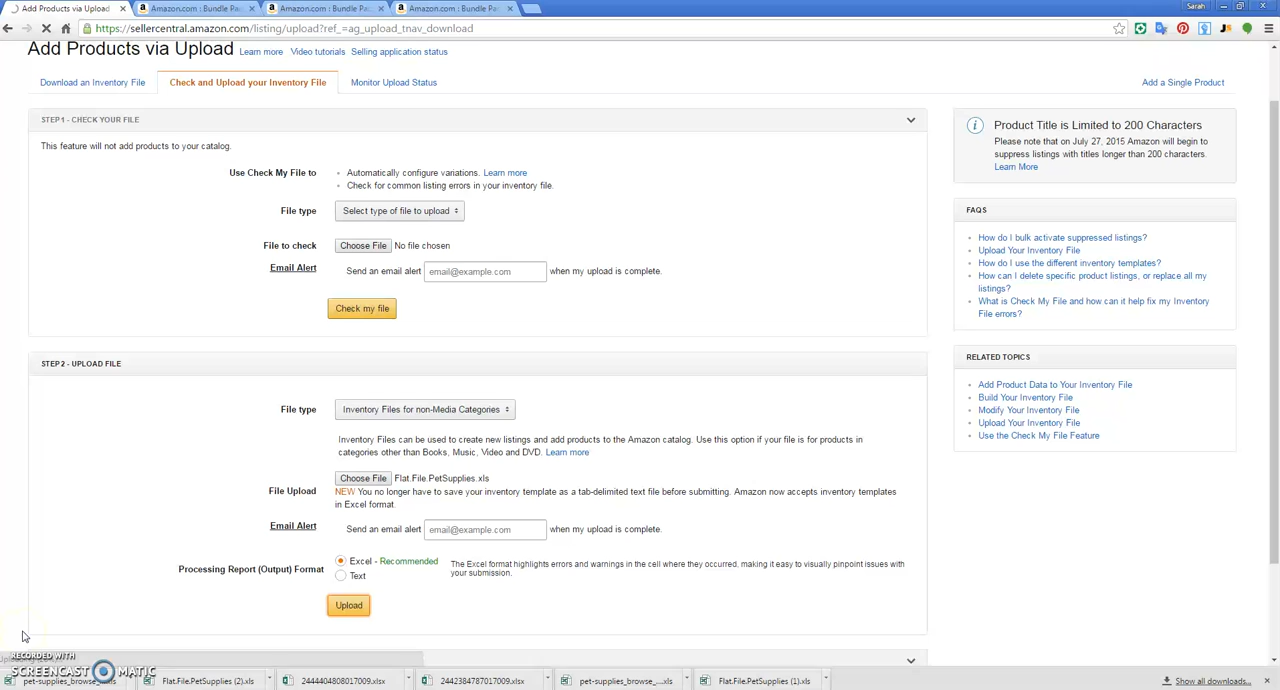 Add Products via Upload
Amazon.com : Bundle Pa
Amazon.com : Bundle Pa
Amazon.com : Bundle Pa
Sarah
https://sellercentral.amazon.com/listing/upload?ref_=ag_upload_tnav_download
Add Products via Upload Learn more Video tutorials Selling application status
Download an Inventory File Check and Upload your Inventory File Monitor Upload Status Add a Single Product
STEP 1 - CHECK YOUR FILE
This feature will not add products to your catalog.
Use Check My File to • Automatically configure variations. Learn more
• Check for common listing errors in your inventory file.
File type Select type of file to upload
File to check Choose File No file chosen
Email Alert Send an email alert email@example.com when my upload is complete.
Check my file
STEP 2 - UPLOAD FILE
File type Inventory Files for non-Media Categories
Inventory Files can be used to create new listings and add products to the Amazon catalog. Use this option if your file is for products in
categories other than Books, Music, Video and DVD. Learn more
Choose File Flat.File.PetSupplies.xls
File Upload NEW You no longer have to save your inventory template as a tab-delimited text file before submitting. Amazon now accepts inventory templates
in Excel format.
Email Alert Send an email alert email@example.com when my upload is complete.
Processing Report (Output) Format Excel - Recommended
Text
The Excel format highlights errors and warnings in the cell where they occurred, making it easy to visually pinpoint issues with
your submission.
Upload
Product Title is Limited to 200 Characters
Please note that on July 27, 2015 Amazon will begin to
suppress listings with titles longer than 200 characters.
Learn More
FAQS
• How do I bulk activate suppressed listings?
• Upload Your Inventory File
• How do I use the different inventory templates?
• How can I delete specific product listings, or replace all my
listings?
• What is Check My File and how can it help fix my Inventory
File errors?
RELATED TOPICS
• Add Product Data to Your Inventory File
• Build Your Inventory File
• Modify Your Inventory File
• Upload Your Inventory File
• Use the Check My File Feature
RECORDED WITH
SCREENCAST MATIC
Flat.File.PetSupplies (2).xls
2444404808017009.xlsx
2442384787017009.xlsx
pet-supplies_browse_....xls
Flat.File.PetSupplies (1).xls
Show all downloads...